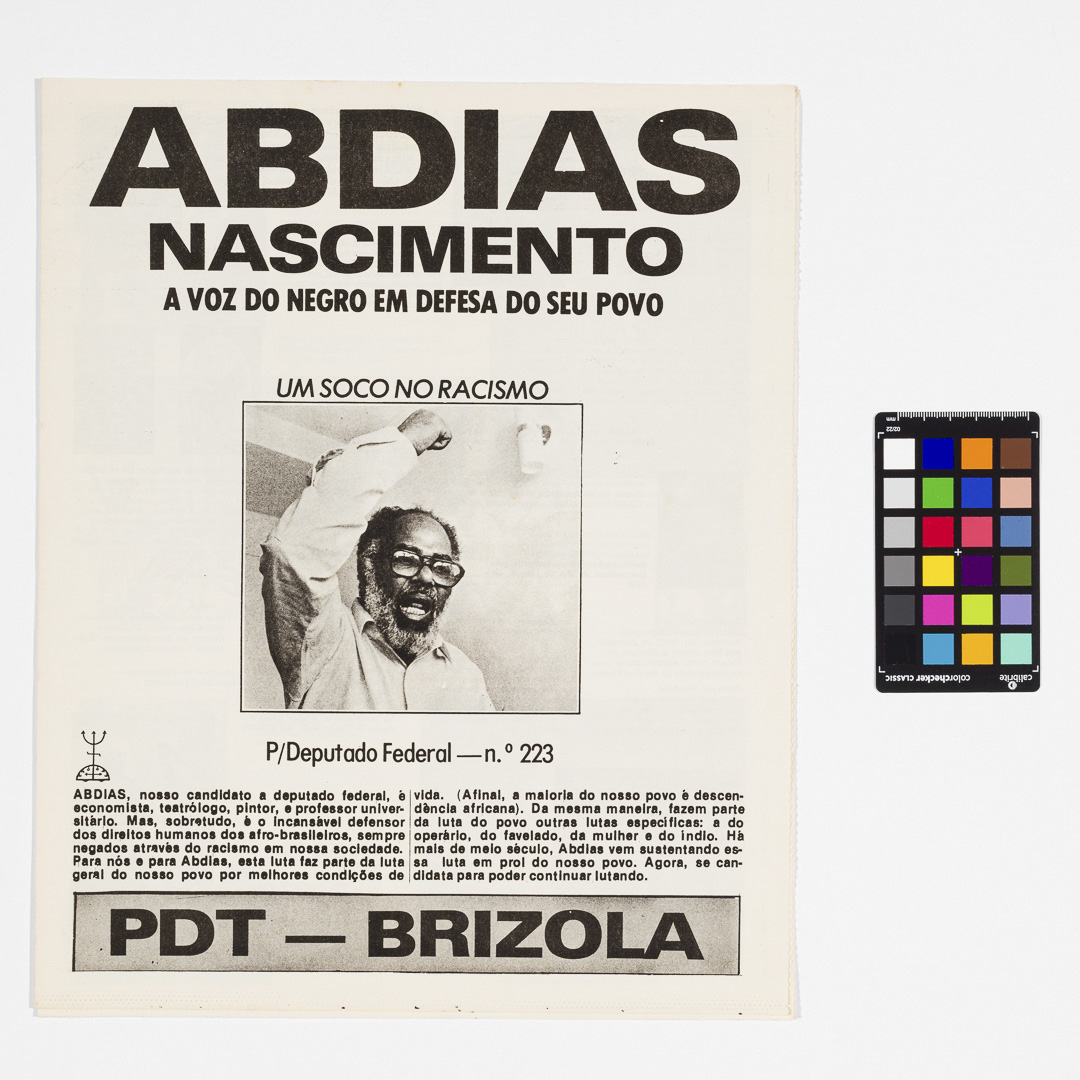 ABDIAS
NASCIMENTO
A VOZ DO NEGRO EM DEFESA DO SEU POVO
UM SOCO NO RACISMO
P/Deputado Federal — n.º 223
ABDIAS, nosso candidato a deputado federal, é
economista, teatrólogo, pintor, e professor univer-
sitário. Mas, sobretudo, é o incansável defensor
dos direitos humanos dos afro-brasileiros, sempre
negados através do racismo em nossa sociedade.
Para nós e para Abdias, esta luta faz parte da luta
geral do nosso povo por melhores condições de
vida. (Afinal, a maioria do nosso povo é descen-
dência africana). Da mesma maneira, fazem parte
da luta do povo outras lutas específicas: a do
operário, do favelado, da mulher e do índio. Há
mais de meio século, Abdias vem sustentando es-
sa luta em prol do nosso povo. Agora, se can-
didata para poder continuar lutando.
PDT — BRIZOLA
mm
02/22
calibrite
colorchecker CLASSIC